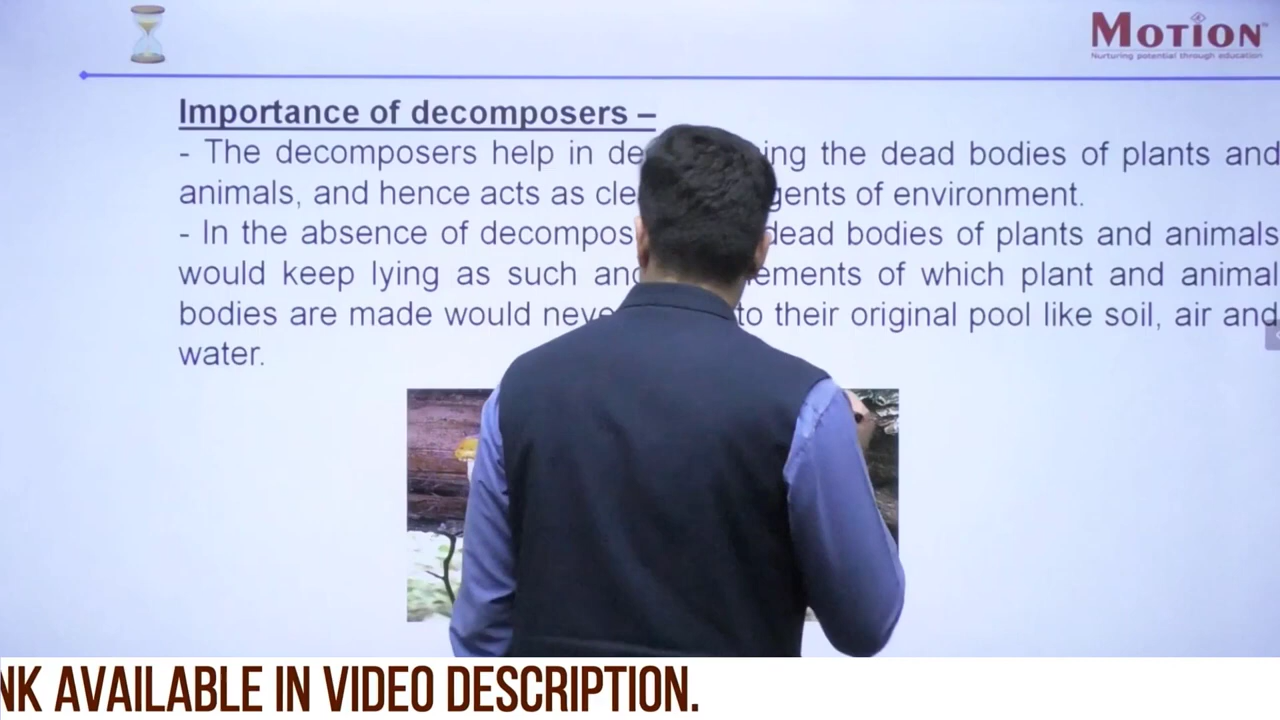 MOTION
Nurturing potential through education
Importance of decomposers –
- The decomposers help in de ing the dead bodies of plants and
animals, and hence acts as cle gents of environment.
- In the absence of decompos dead bodies of plants and animals
would keep lying as such and ements of which plant and animal
bodies are made would neve to their original pool like soil, air and
water.
NK AVAILABLE IN VIDEO DESCRIPTION.